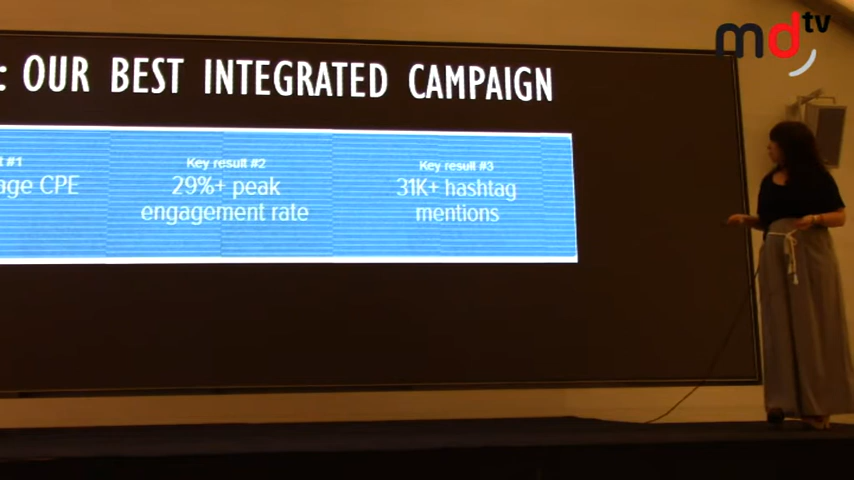 md tv
: OUR BEST INTEGRATED CAMPAIGN
t #1
age CPE
Key result #2
29%+ peak
engagement rate
Key result #3
31K+ hashtag
mentions